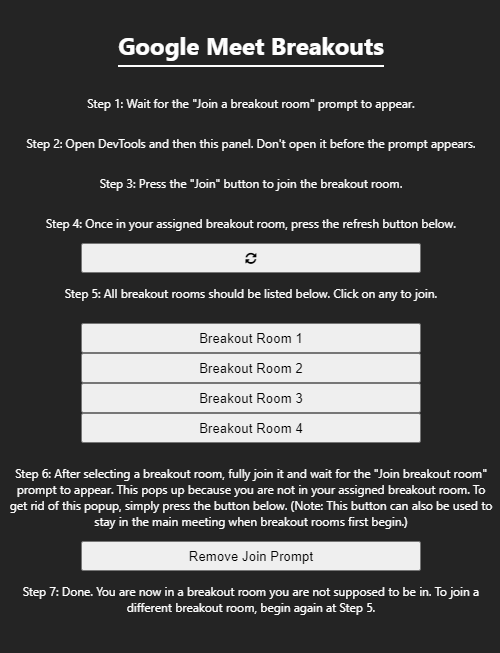 Google Meet Breakouts
Step 1: Wait for the "Join a breakout room" prompt to appear.
Step 2: Open DevTools and then this panel. Don't open it before the prompt appears.
Step 3: Press the "Join" button to join the breakout room.
Step 4: Once in your assigned breakout room, press the refresh button below.
Step 5: All breakout rooms should be listed below. Click on any to join.
Breakout Room 1
Breakout Room 2
Breakout Room 3
Breakout Room 4
Step 6: After selecting a breakout room, fully join it and wait for the "Join breakout room"
prompt to appear. This pops up because you are not in your assigned breakout room. To
get rid of this popup, simply press the button below. (Note: This button can also be used to
stay in the main meeting when breakout rooms first begin.)
Remove Join Prompt
Step 7: Done. You are now in a breakout room you are not supposed to be in. To join a
different breakout room, begin again at Step 5.